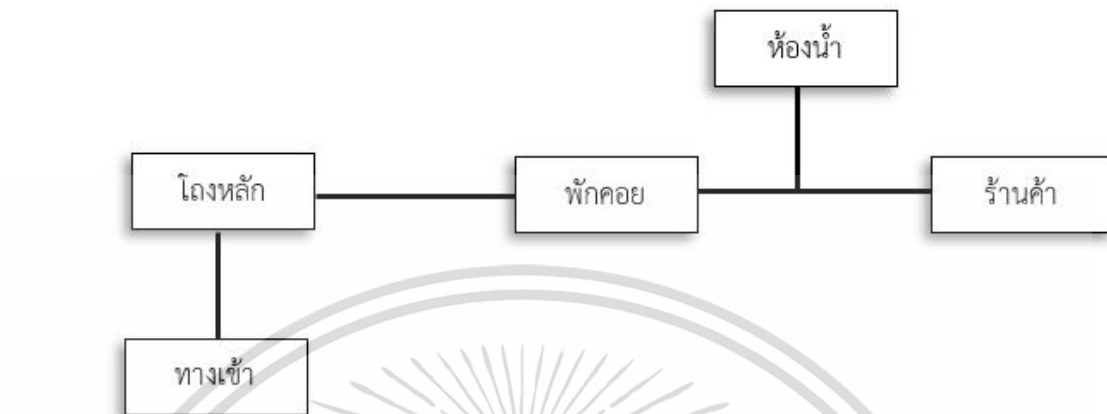 ห้องน้ำ
โถงหลัก
พักคอย
ร้านค้า
ทางเข้า